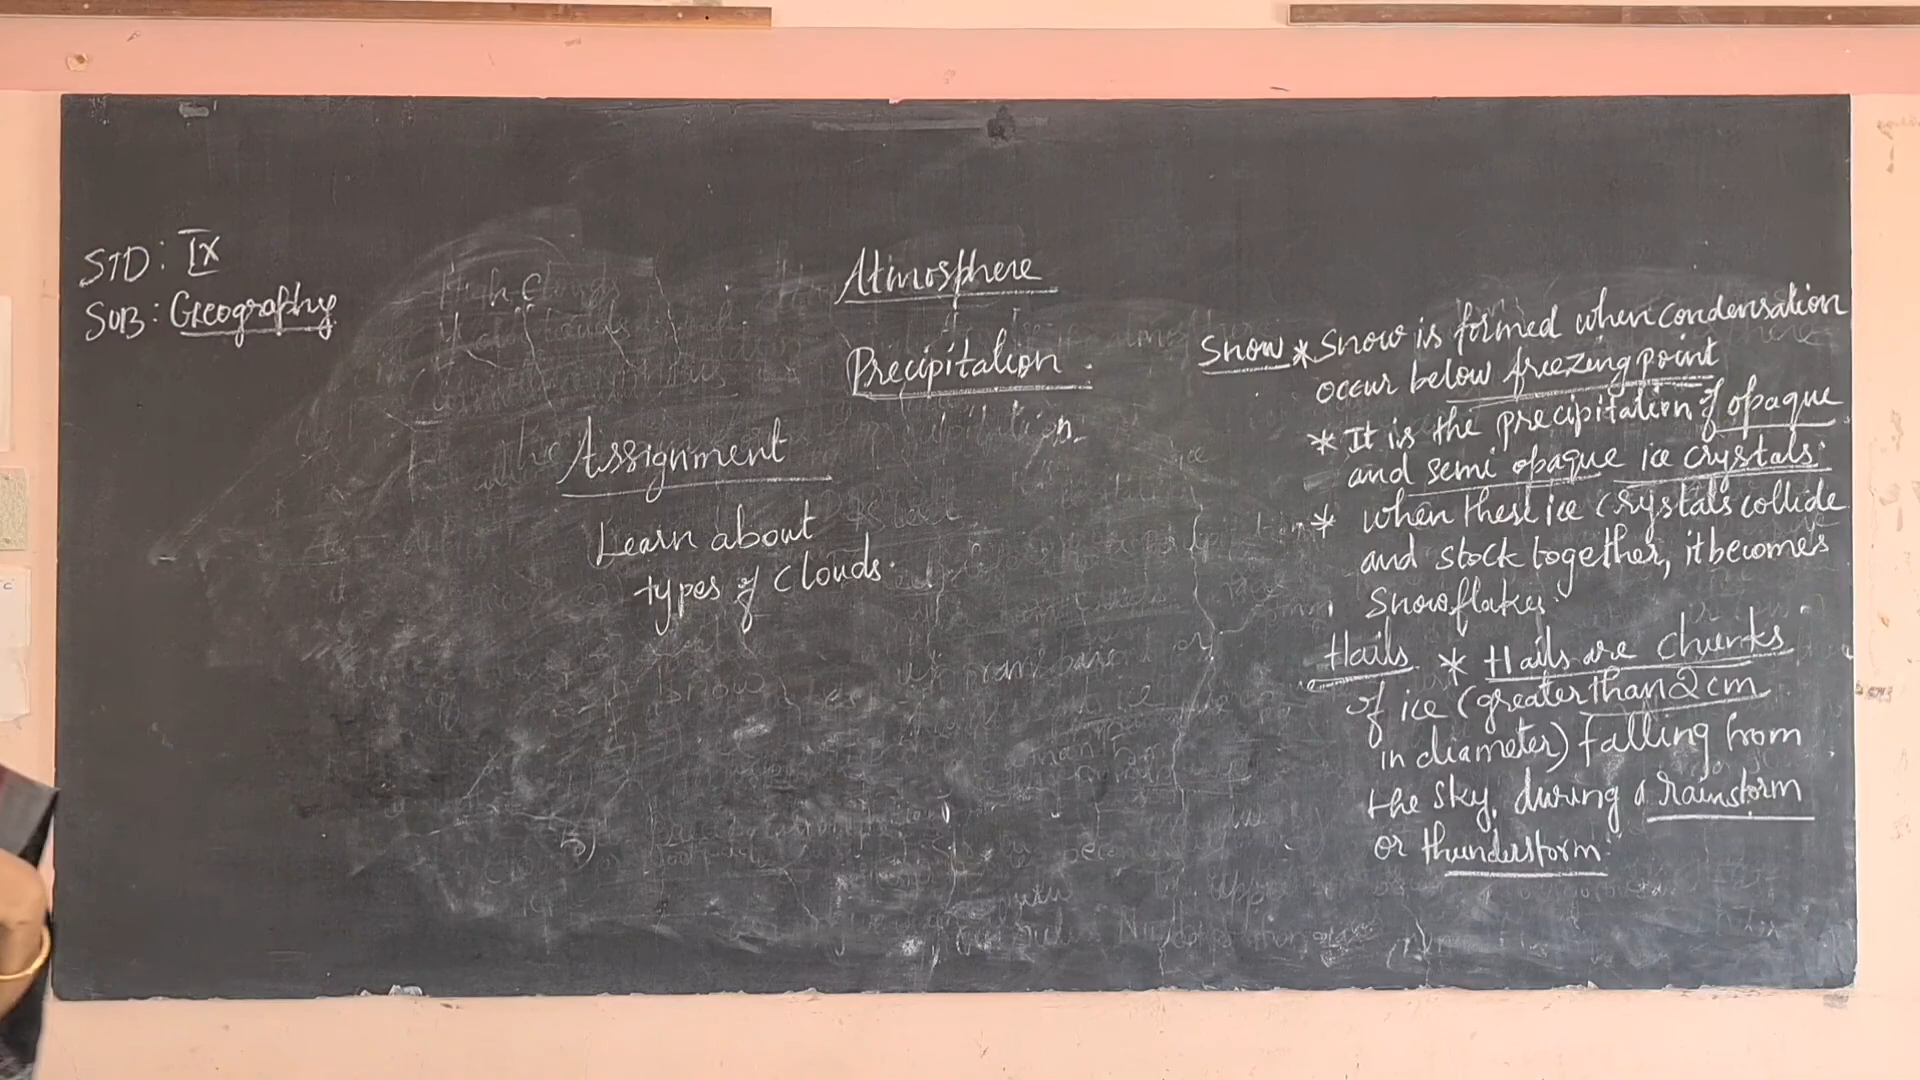 STD: IX
SUB: Geography
Atmosphere
Precipitation.
Assignment
Learn about
types of clouds.
Snow * Snow is formed when condensation
occur below freezing point
* It is the precipitation of opaque
and semi opaque ice crystals.
* when these ice crystals collide
and stock together, it becomes
Snowflakes.
Hails * Hails are chunks
of ice (greater than 2 cm
in diameter) falling from
the sky, during a rainstorm
or thunderstorm.